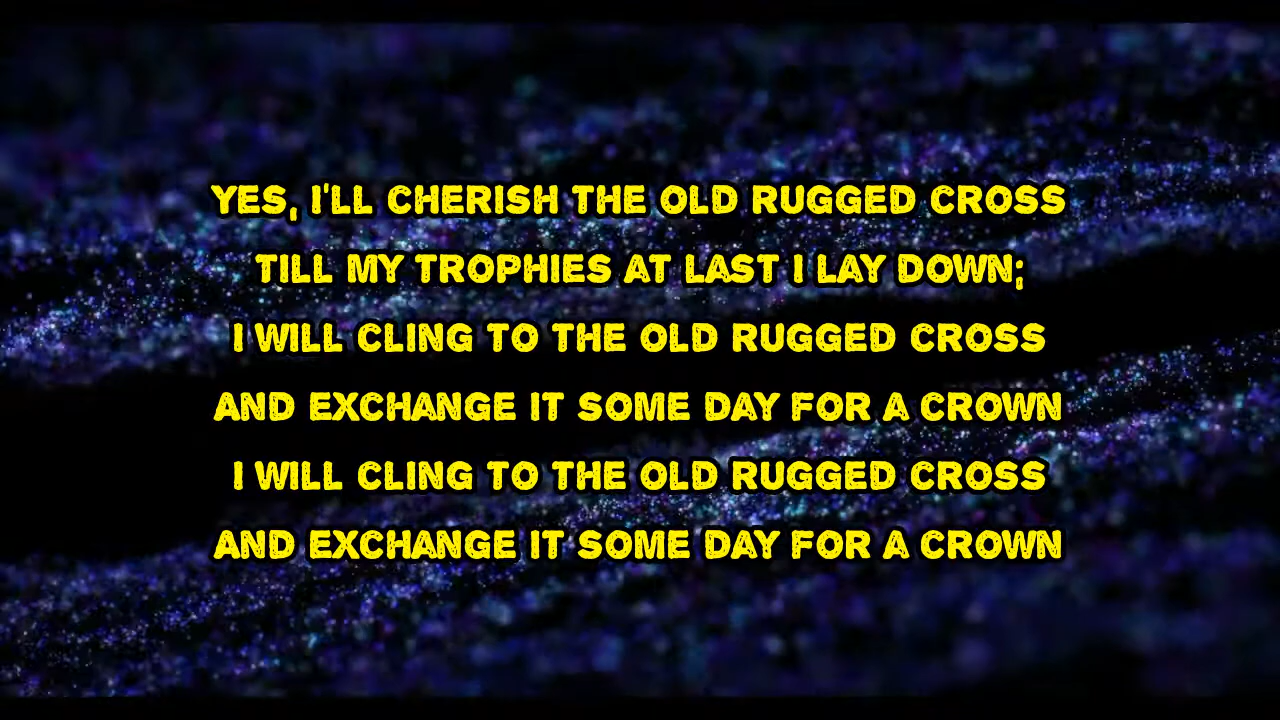 YES, I'LL CHERISH THE OLD RUGGED CROSS
TILL MY TROPHIES AT LAST I LAY DOWN;
I WILL CLING TO THE OLD RUGGED CROSS
AND EXCHANGE IT SOME DAY FOR A CROWN
I WILL CLING TO THE OLD RUGGED CROSS
AND EXCHANGE IT SOME DAY FOR A CROWN